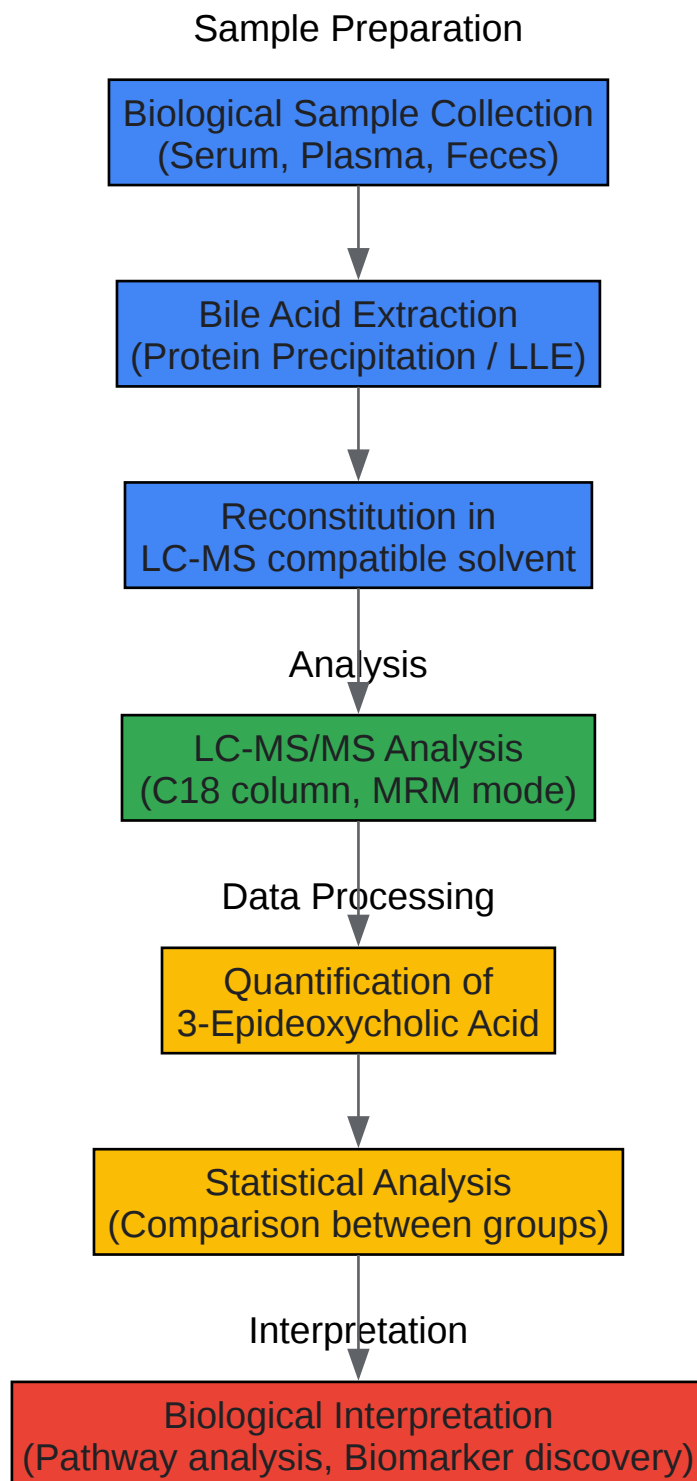 Sample Preparation
Biological Sample Collection
(Serum, Plasma, Feces)
Bile Acid Extraction
(Protein Precipitation / LLE)
Reconstitution in
LC-MS compatible solvent
Analysis
LC-MS/MS Analysis
(C18 column, MRM mode)
Data Processing
Quantification of
3-Epideoxycholic Acid
Statistical Analysis
(Comparison between groups)
Interpretation
Biological Interpretation
(Pathway analysis, Biomarker discovery)